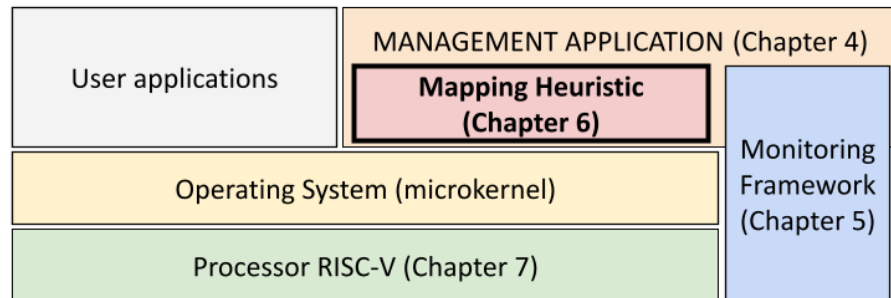 User applications
MANAGEMENT APPLICATION (Chapter 4)
Mapping Heuristic
(Chapter 6)
Monitoring
Framework
(Chapter 5)
Operating System (microkernel)
Processor RISC-V (Chapter 7)